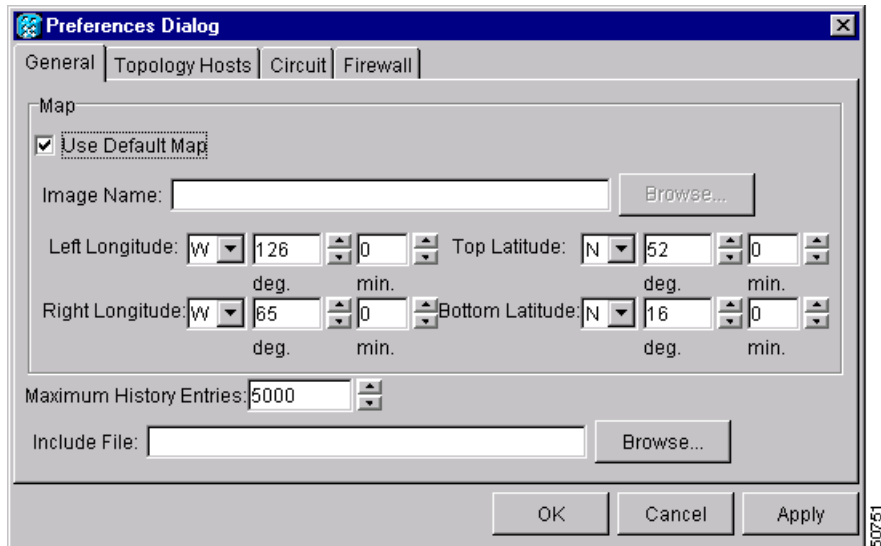 Preferences Dialog
General Topology Hosts Circuit Firewall
Map
Use Default Map
Image Name: Browse...
Left Longitude: W 126 0 Top Latitude: N 52 0
deg. min. deg. min.
Right Longitude: W 65 0 Bottom Latitude: N 16 0
deg. min. deg. min.
Maximum History Entries: 5000
Include File: Browse...
OK Cancel Apply
50751